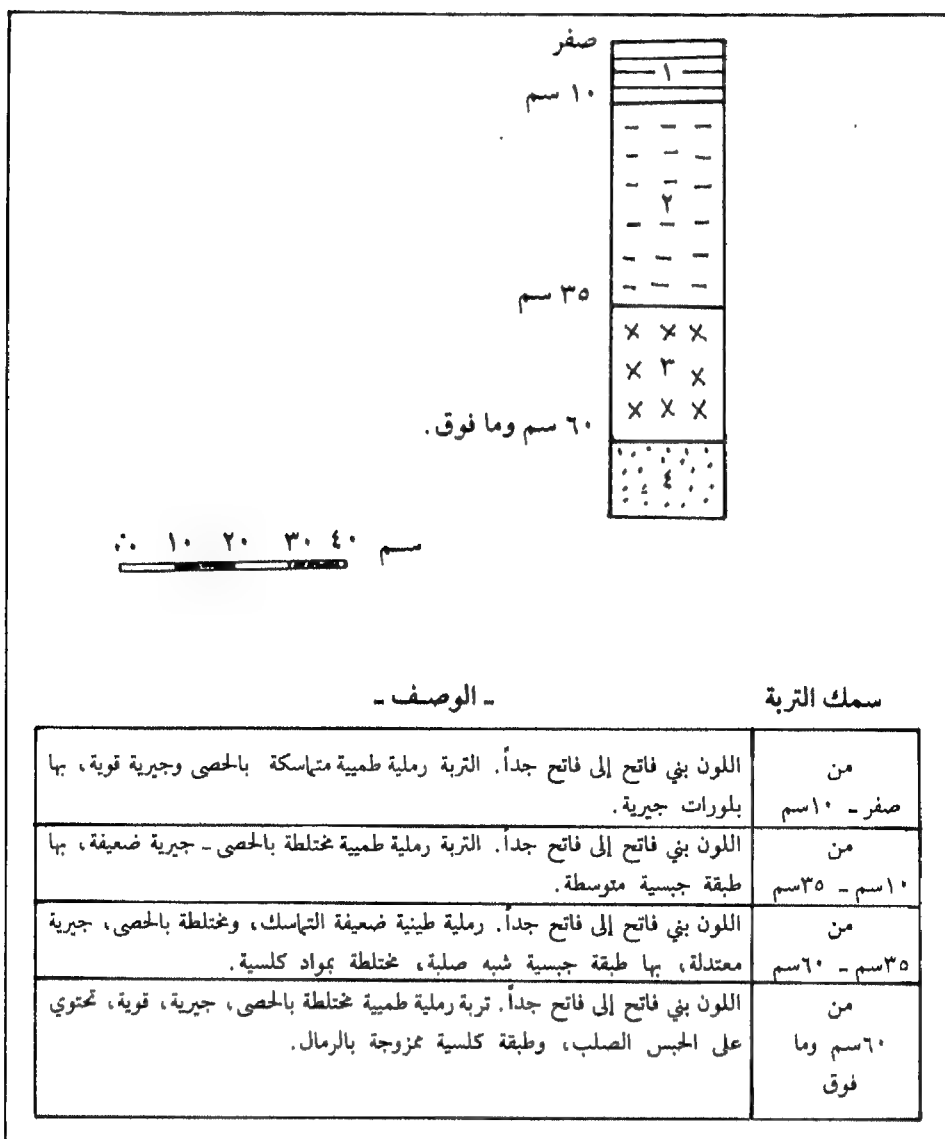 صفر
١
١٠ سم
٢
٣٥ سم
٣
٦٠ سم وما فوق.
٤
٠ ١٠ ٢٠ ٣٠ ٤٠ سم
سمك التربة - الوصف -
من
صفر - ١٠سم
اللون بني فاتح إلى فاتح جداً. التربة رملية طميية متماسكة بالحصى وجيرية قوية، بها
بلورات جيرية.
من
١٠سم - ٣٥سم
اللون بني فاتح إلى فاتح جداً. التربة رملية طميية مختلطة بالحصى - جيرية ضعيفة، بها
طبقة جبسية متوسطة.
من
٣٥سم - ٦٠سم
اللون بني فاتح إلى فاتح جداً. رملية طينية ضعيفة التماسك، ومختلطة بالحصى، جيرية
معتدلة، بها طبقة جبسية شبه صلبة، مختلطة بمواد كلسية.
من
٦٠سم وما
فوق
اللون بني فاتح إلى فاتح جداً. تربة رملية طميية مختلطة بالحصى، جيرية، قوية، تحتوي
على الحبس الصلب، وطبقة كلسية ممزوجة بالرمال.